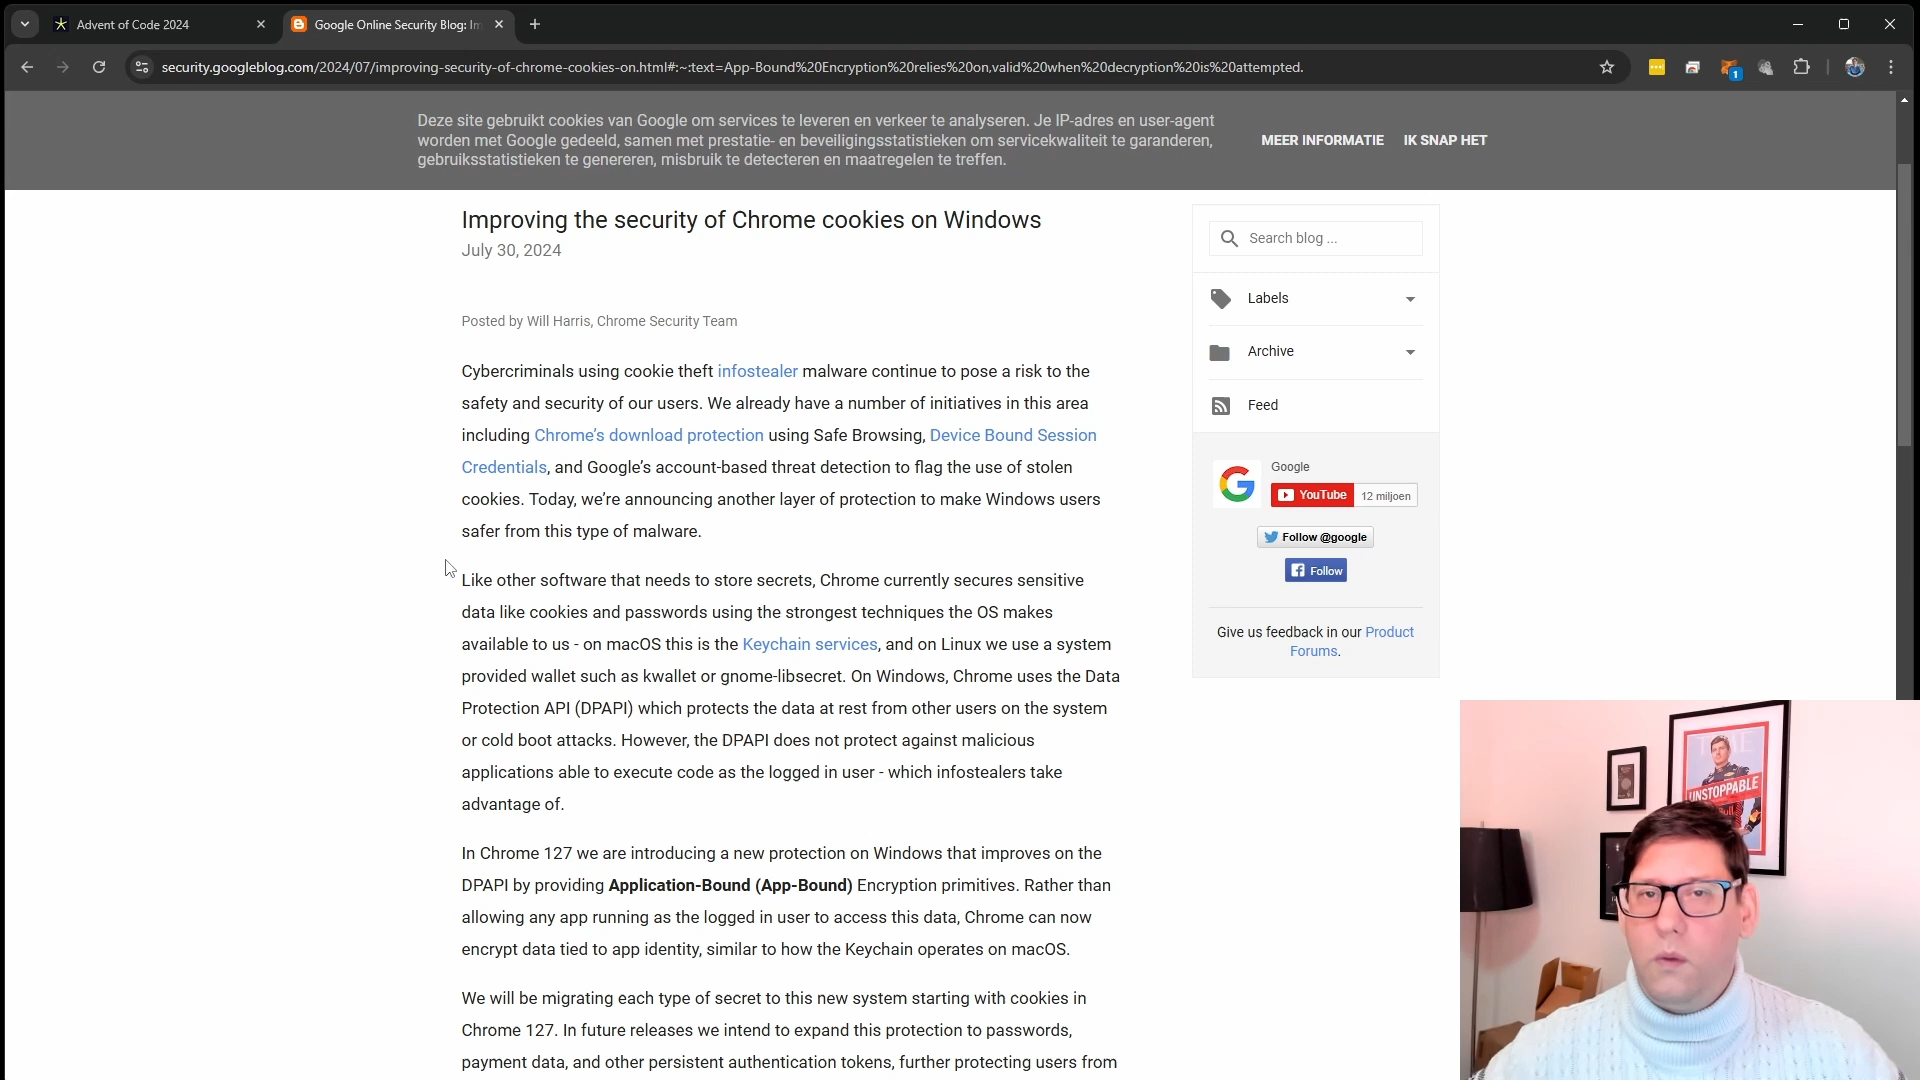 Advent of Code 2024
Google Online Security Blog: Im
security.googleblog.com/2024/07/improving-security-of-chrome-cookies-on.html#:~:text=App-Bound%20Encryption%20relies%20on,valid%20when%20decryption%20is%20attempted.
1
Deze site gebruikt cookies van Google om services te leveren en verkeer te analyseren. Je IP-adres en user-agent
worden met Google gedeeld, samen met prestatie- en beveiligingsstatistieken om servicekwaliteit te garanderen,
gebruiksstatistieken te genereren, misbruik te detecteren en maatregelen te treffen.
MEER INFORMATIE IK SNAP HET
Improving the security of Chrome cookies on Windows
July 30, 2024
Posted by Will Harris, Chrome Security Team
Cybercriminals using cookie theft infostealer malware continue to pose a risk to the
safety and security of our users. We already have a number of initiatives in this area
including Chrome’s download protection using Safe Browsing, Device Bound Session
Credentials, and Google’s account-based threat detection to flag the use of stolen
cookies. Today, we’re announcing another layer of protection to make Windows users
safer from this type of malware.
Like other software that needs to store secrets, Chrome currently secures sensitive
data like cookies and passwords using the strongest techniques the OS makes
available to us - on macOS this is the Keychain services, and on Linux we use a system
provided wallet such as kwallet or gnome-libsecret. On Windows, Chrome uses the Data
Protection API (DPAPI) which protects the data at rest from other users on the system
or cold boot attacks. However, the DPAPI does not protect against malicious
applications able to execute code as the logged in user - which infostealers take
advantage of.
In Chrome 127 we are introducing a new protection on Windows that improves on the
DPAPI by providing Application-Bound (App-Bound) Encryption primitives. Rather than
allowing any app running as the logged in user to access this data, Chrome can now
encrypt data tied to app identity, similar to how the Keychain operates on macOS.
We will be migrating each type of secret to this new system starting with cookies in
Chrome 127. In future releases we intend to expand this protection to passwords,
payment data, and other persistent authentication tokens, further protecting users from
Search blog ...
Labels
Archive
Feed
Google
YouTube 12 miljoen
Follow @google
Follow
Give us feedback in our Product
Forums.
UNSTOPPABLE